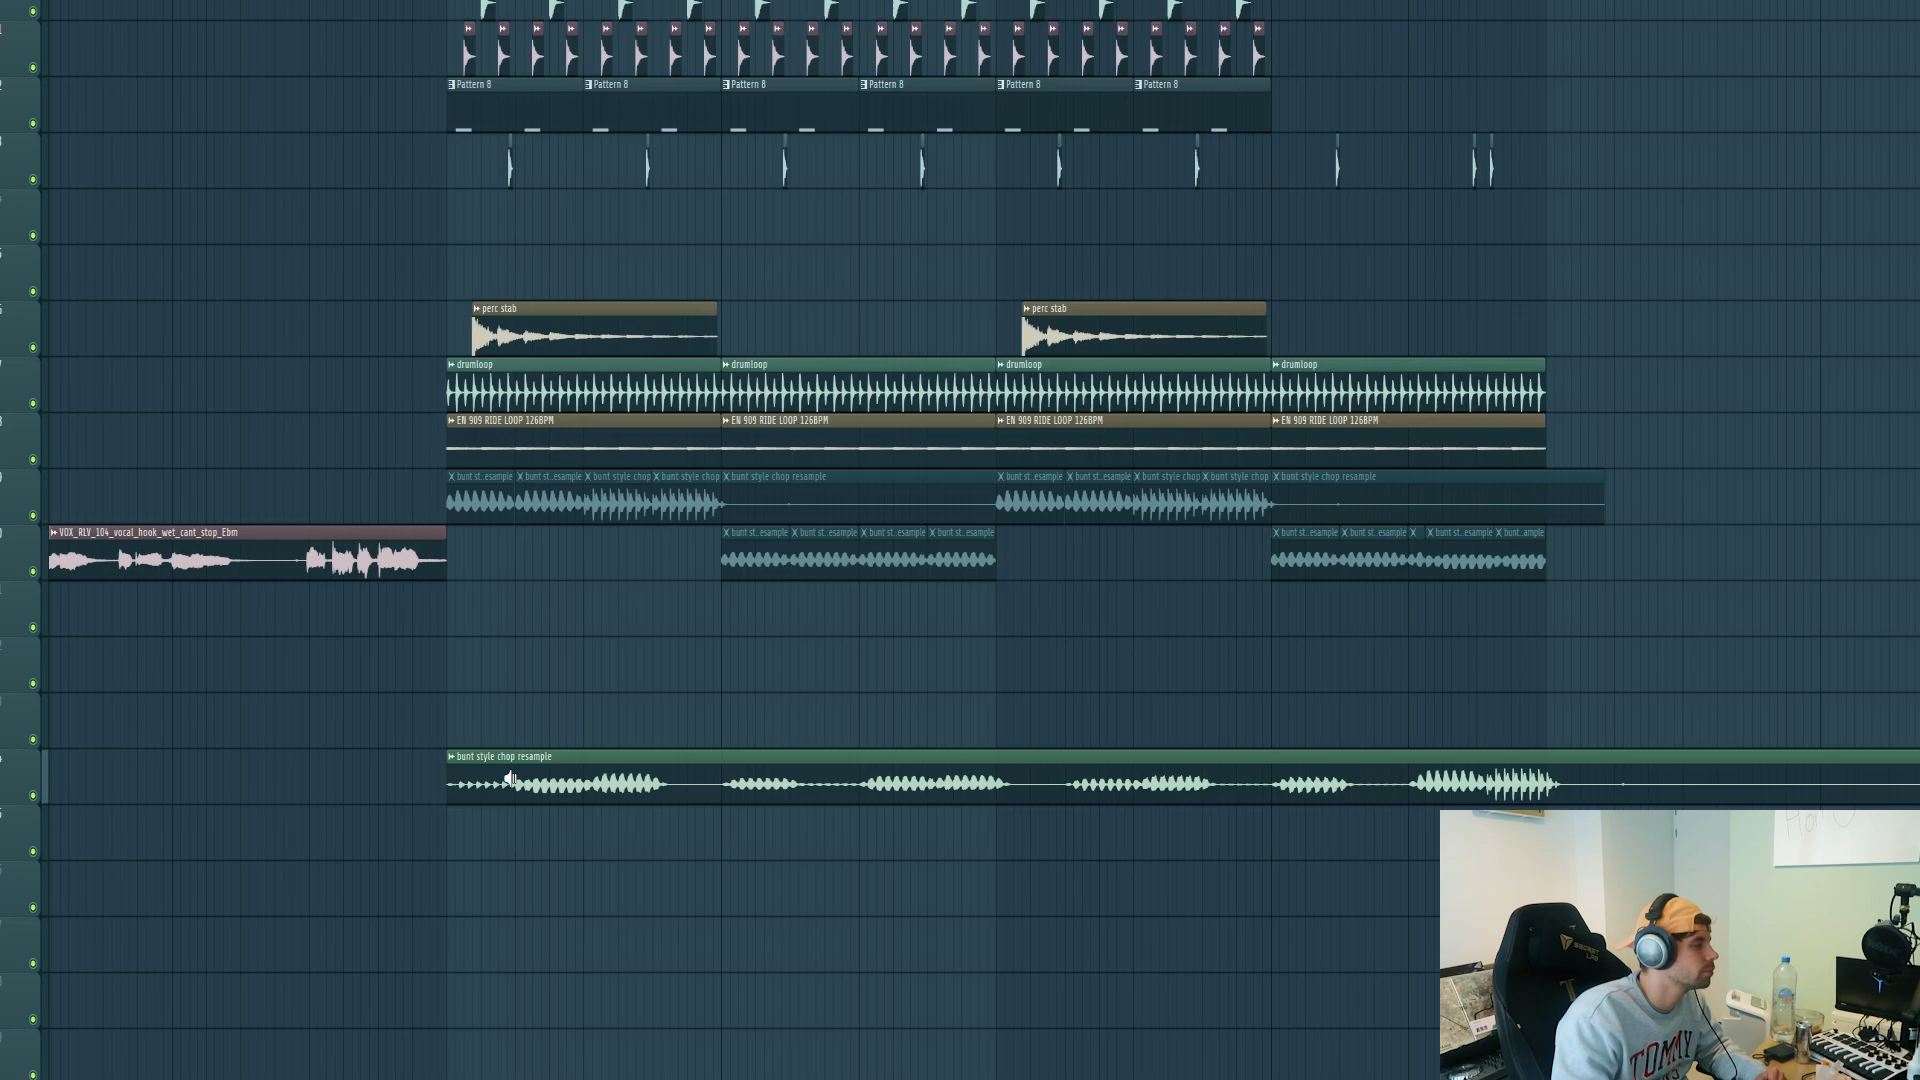 Pattern 8 Pattern 8 Pattern 8 Pattern 8 Pattern 8 Pattern 8
perc stab perc stab
drumloop drumloop drumloop drumloop
EN 909 RIDE LOOP 126BPM EN 909 RIDE LOOP 126BPM EN 909 RIDE LOOP 126BPM EN 909 RIDE LOOP 126BPM
bunt st..esample bunt st..esample bunt style chop bunt style chop bunt style chop resample bunt st..esample bunt st..esample bunt style chop bunt style chop bunt style chop resample
VOX_RLY_104_vocal_hook_wet_cant_stop_Ebm bunt st..esample bunt st..esample bunt st..esample bunt st..esample bunt st..esample bunt st..esample bunt st..esample bunt..ample
bunt style chop resample
SECRET
LAB
TOMMY